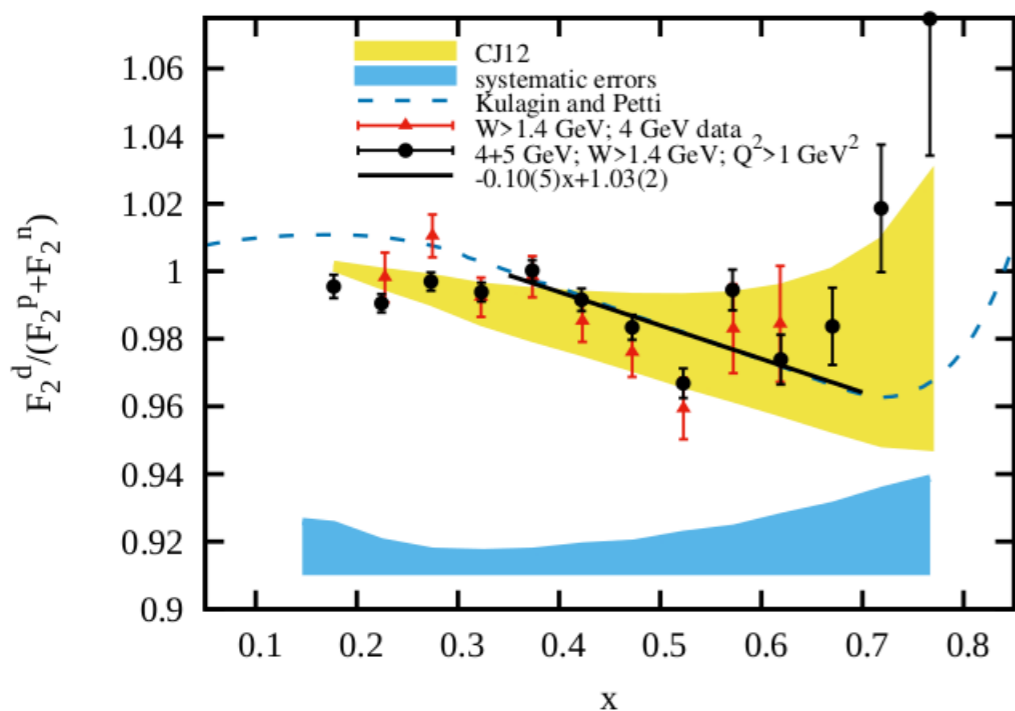 1.06
1.04
1.02
1
0.98
0.96
0.94
0.92
0.9
F₂ᵈ/(F₂ᵖ+F₂ⁿ)
CJ12
systematic errors
Kulagin and Petti
W>1.4 GeV; 4 GeV data
4+5 GeV; W>1.4 GeV; Q²>1 GeV²
-0.10(5)x+1.03(2)
0.1 0.2 0.3 0.4 0.5 0.6 0.7 0.8
x